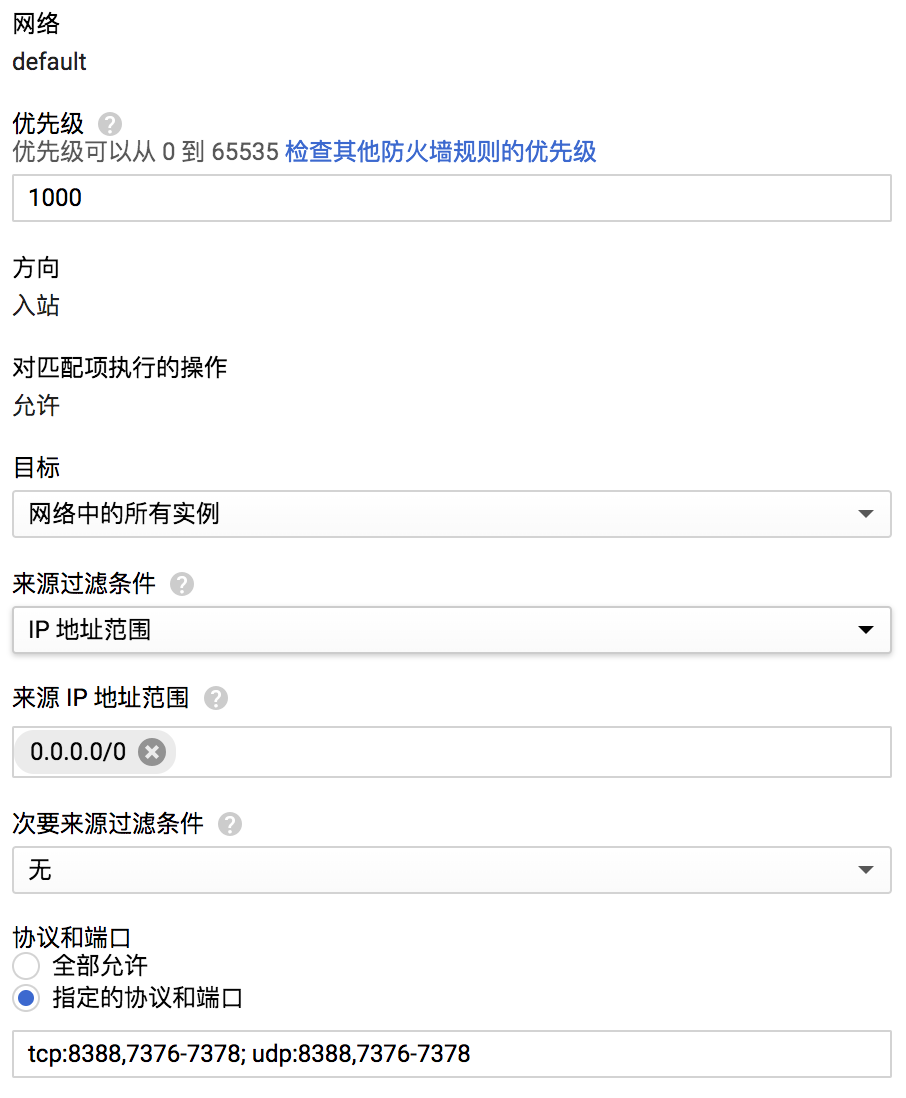 网络
default
优先级
优先级可以从 0 到 65535 检查其他防火墙规则的优先级
1000
方向
入站
对匹配项执行的操作
允许
目标
网络中的所有实例
来源过滤条件
IP 地址范围
来源 IP 地址范围
0.0.0.0/0
次要来源过滤条件
无
协议和端口
全部允许
指定的协议和端口
tcp:8388,7376-7378; udp:8388,7376-7378